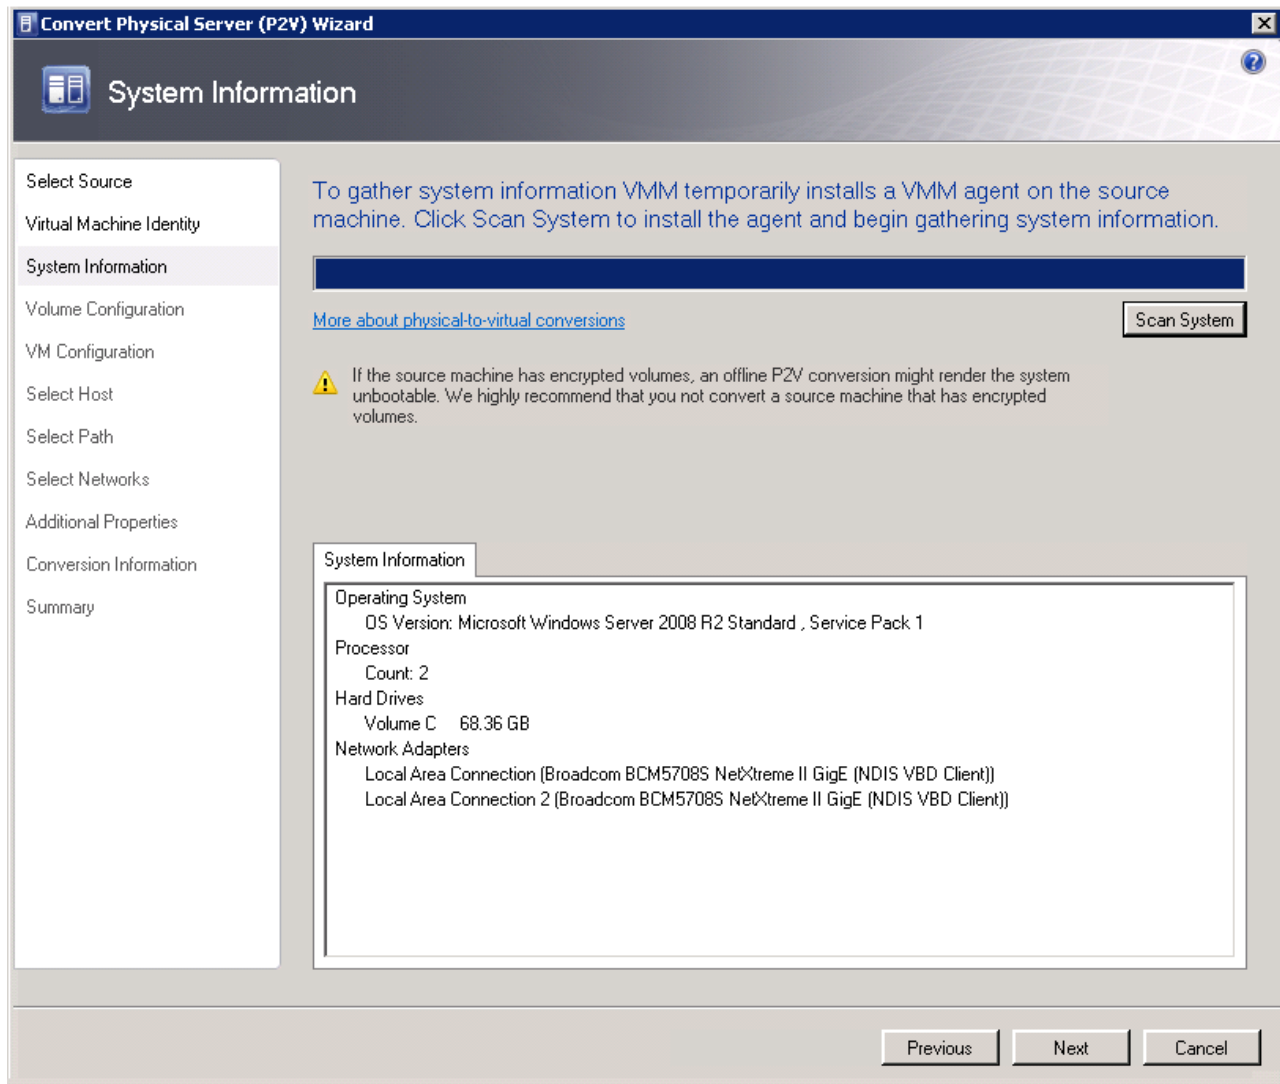 Convert Physical Server (P2V) Wizard
System Information
Select Source
Virtual Machine Identity
System Information
Volume Configuration
VM Configuration
Select Host
Select Path
Select Networks
Additional Properties
Conversion Information
Summary
To gather system information VMM temporarily installs a VMM agent on the source
machine. Click Scan System to install the agent and begin gathering system information.
More about physical-to-virtual conversions
Scan System
If the source machine has encrypted volumes, an offline P2V conversion might render the system
unbootable. We highly recommend that you not convert a source machine that has encrypted
volumes.
System Information
Operating System
OS Version: Microsoft Windows Server 2008 R2 Standard , Service Pack 1
Processor
Count: 2
Hard Drives
Volume C 68.36 GB
Network Adapters
Local Area Connection (Broadcom BCM5708S NetXtreme II GigE (NDIS VBD Client))
Local Area Connection 2 (Broadcom BCM5708S NetXtreme II GigE (NDIS VBD Client))
Previous
Next
Cancel